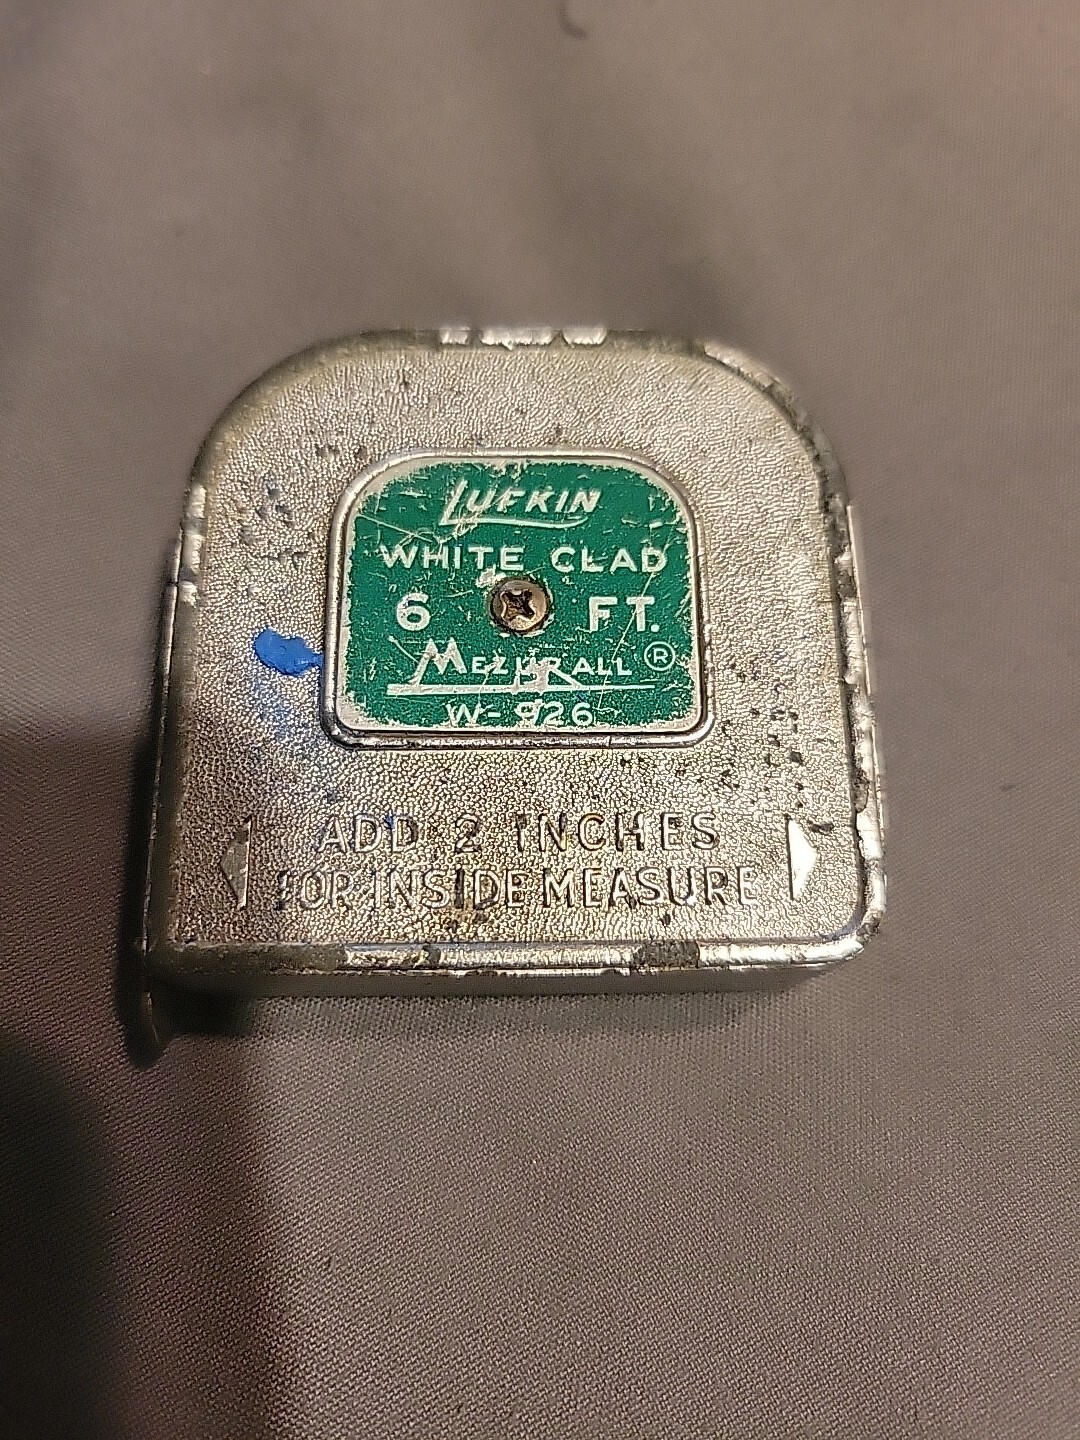 LUFKIN
WHITE CLAD
6 FT.
MEZURALL®
W-926
ADD 2 INCHES
FOR INSIDE MEASURE